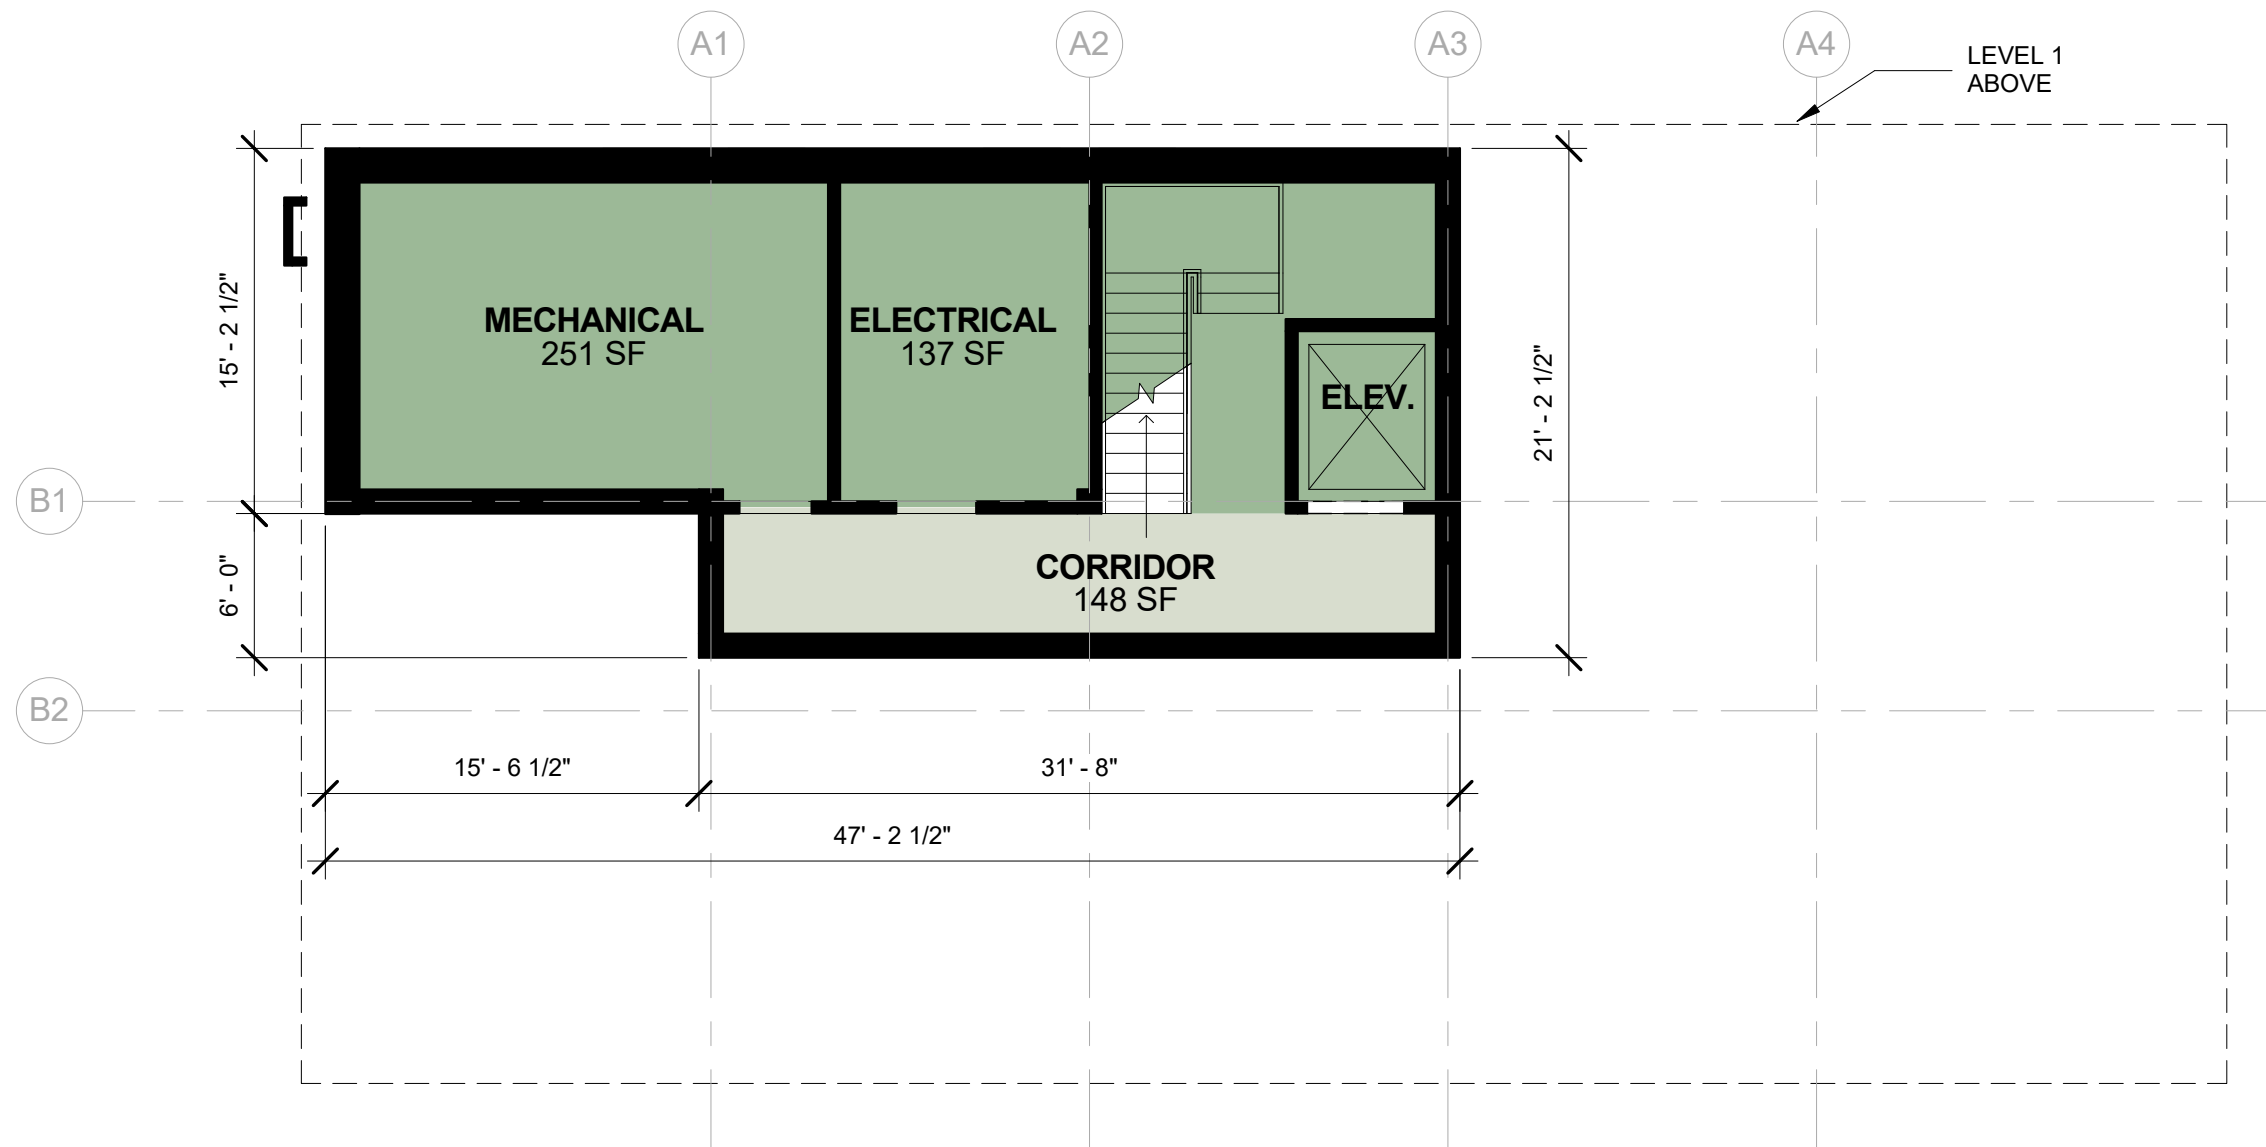 A1
A2
A3
A4
LEVEL 1
ABOVE
15' - 2 1/2"
MECHANICAL
251 SF
ELECTRICAL
137 SF
ELEV.
21' - 2 1/2"
B1
6' - 0"
CORRIDOR
148 SF
B2
15' - 6 1/2"
31' - 8"
47' - 2 1/2"